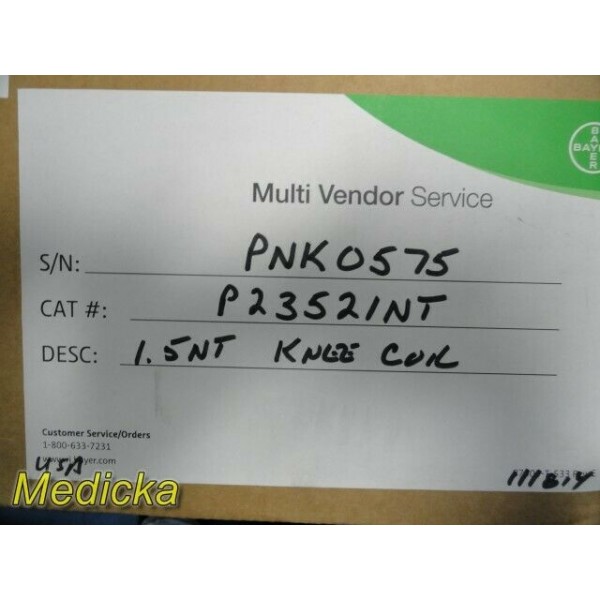 BAYER
BAYER
Multi Vendor Service
S/N: PNK0575
CAT #: P23521NT
DESC: 1.5NT KNEE COIL
Customer Service/Orders
1-800-633-7231
USA
Medicka